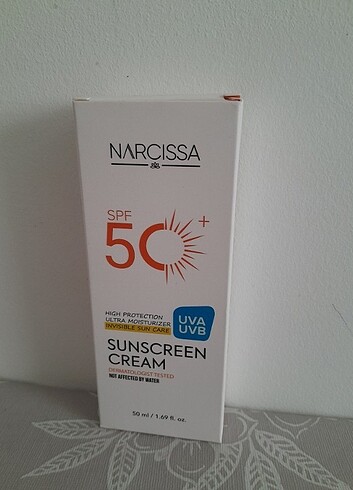 NARCISSA
SPF
50+
HIGH PROTECTION
ULTRA MOISTURIZER
INVISIBLE SUN CARE
UVA
UVB
SUNSCREEN
CREAM
DERMATOLOGIST TESTED
NOT AFFECTED BY WATER
50 ml / 1.69 fl. oz.